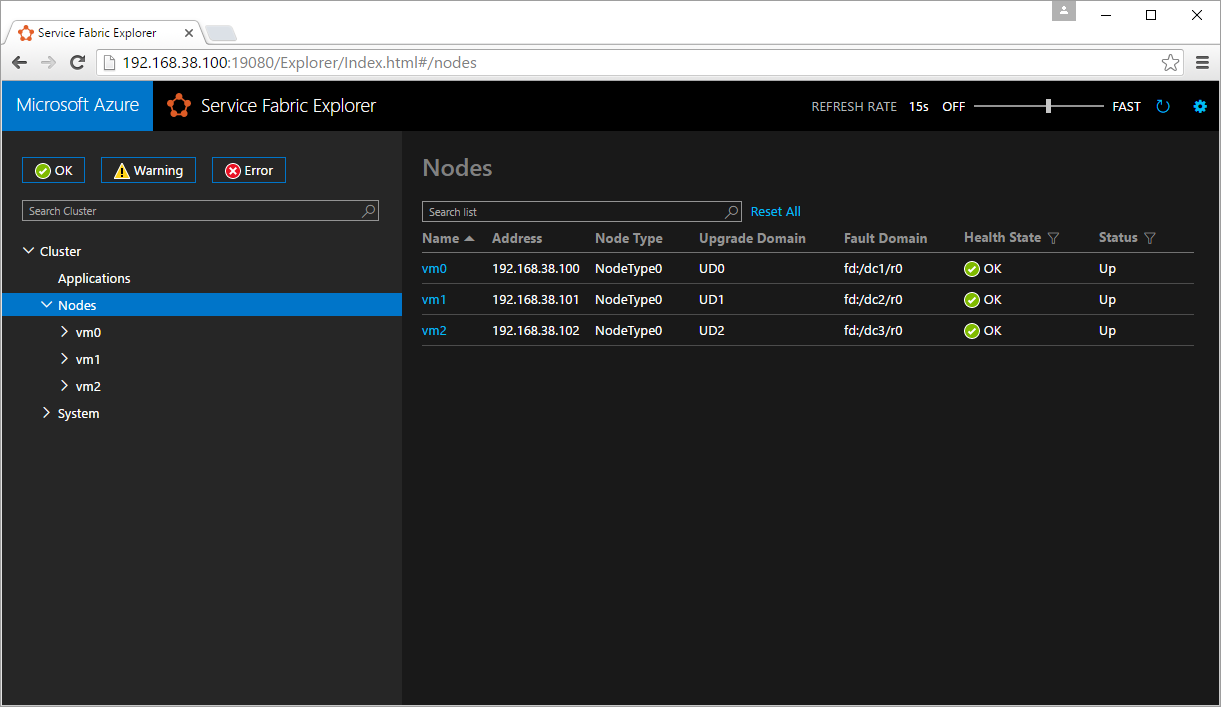 Service Fabric Explorer
192.168.38.100:19080/Explorer/Index.html#/nodes
Microsoft Azure Service Fabric Explorer REFRESH RATE 15s OFF FAST
OK Warning Error
Search Cluster
Cluster
Applications
Nodes
vm0
vm1
vm2
System
Nodes
Search list Reset All
Name Address Node Type Upgrade Domain Fault Domain Health State Status
vm0 192.168.38.100 NodeType0 UD0 fd:/dc1/r0 OK Up
vm1 192.168.38.101 NodeType0 UD1 fd:/dc2/r0 OK Up
vm2 192.168.38.102 NodeType0 UD2 fd:/dc3/r0 OK Up